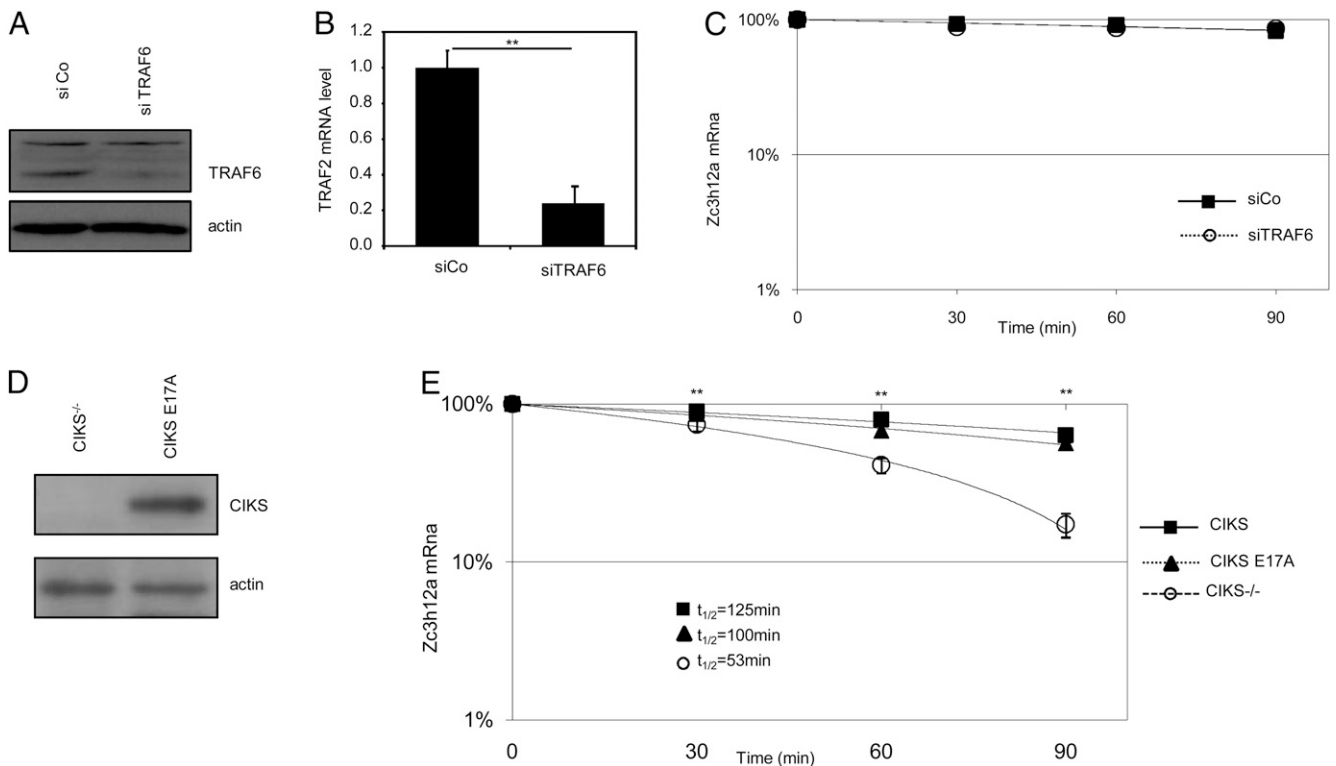 A
si Co
si TRAF6
TRAF6
actin
B
1.2
1.0
0.8
0.6
0.4
0.2
0.0
TRAF2 mRNA level
**
siCo
siTRAF6
C
100%
10%
1%
Zc3h12a mRna
siCo
siTRAF6
0
30
60
90
Time (min)
D
CIKS-/-
CIKS E17A
CIKS
actin
E
** ** **
100%
10%
1%
Zc3h12a mRna
t1/2=125min
t1/2=100min
t1/2=53min
CIKS
CIKS E17A
CIKS-/-
0
30
60
90
Time (min)